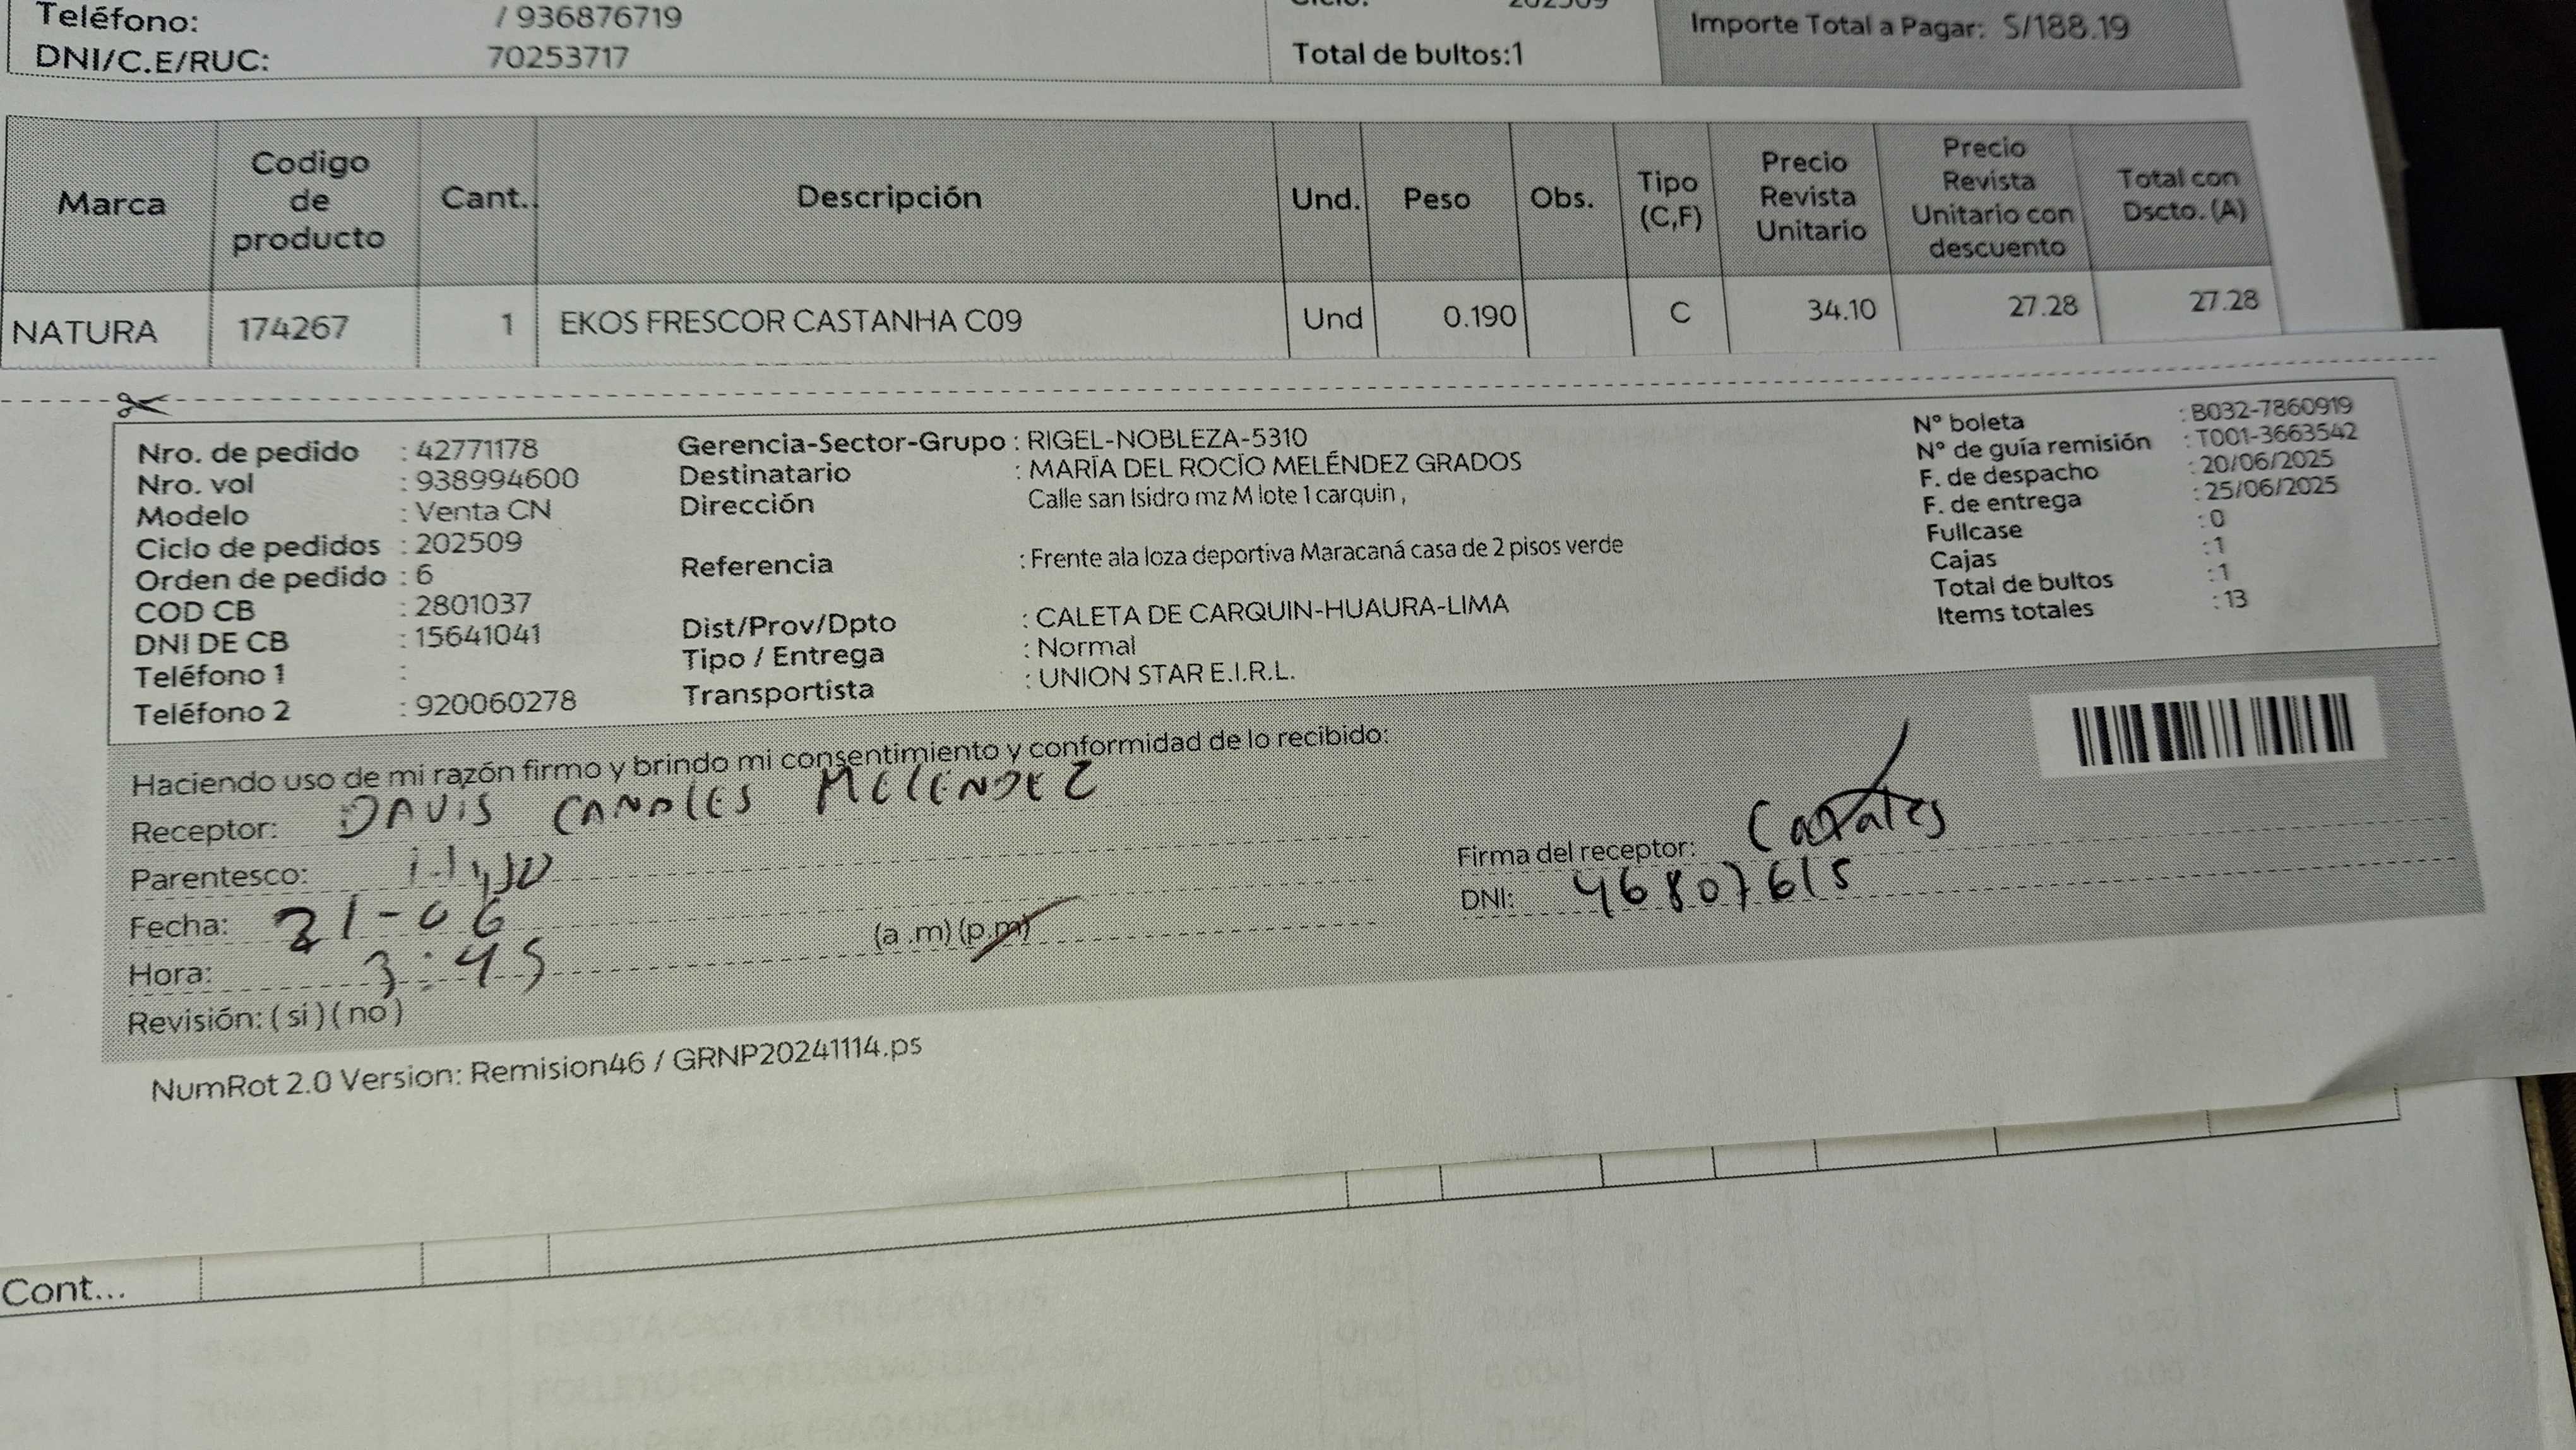 Teléfono: / 936876719
DNI/C.E/RUC: 70253717
Total de bultos:1
Importe Total a Pagar: S/188.19
Marca Codigo de producto Cant. Descripción Und. Peso Obs. Tipo (C,F) Precio Revista Unitario Precio Revista Unitario con descuento Total con Dscto. (A)
NATURA 174267 1 EKOS FRESCOR CASTANHA C09 Und 0.190 C 34.10 27.28 27.28
Nro. de pedido : 42771178
Nro. vol : 938994600
Modelo : Venta CN
Ciclo de pedidos : 202509
Orden de pedido : 6
COD CB : 2801037
DNI DE CB : 15641041
Teléfono 1 :
Teléfono 2 : 920060278
Gerencia-Sector-Grupo : RIGEL-NOBLEZA-5310
Destinatario : MARÍA DEL ROCÍO MELÉNDEZ GRADOS
Dirección Calle san Isidro mz M lote 1 carquin ,
Referencia : Frente ala loza deportiva Maracaná casa de 2 pisos verde
Dist/Prov/Dpto : CALETA DE CARQUIN-HUAURA-LIMA
Tipo / Entrega : Normal
Transportista : UNION STAR E.I.R.L.
N° boleta : B032-7860919
N° de guía remisión : T001-3663542
F. de despacho : 20/06/2025
F. de entrega : 25/06/2025
Fullcase : 0
Cajas : 1
Total de bultos : 1
Items totales : 13
Haciendo uso de mi razón firmo y brindo mi consentimiento y conformidad de lo recibido:
Receptor: DAVIS CANALES MELENDEZ
Parentesco: HIJO
Fecha: 21-06
Hora: 3:45 (a .m) (p.m)
Revisión: ( si ) ( no )
Firma del receptor: Canales
DNI: 46807615
NumRot 2.0 Version: Remision46 / GRNP20241114.ps
Cont...